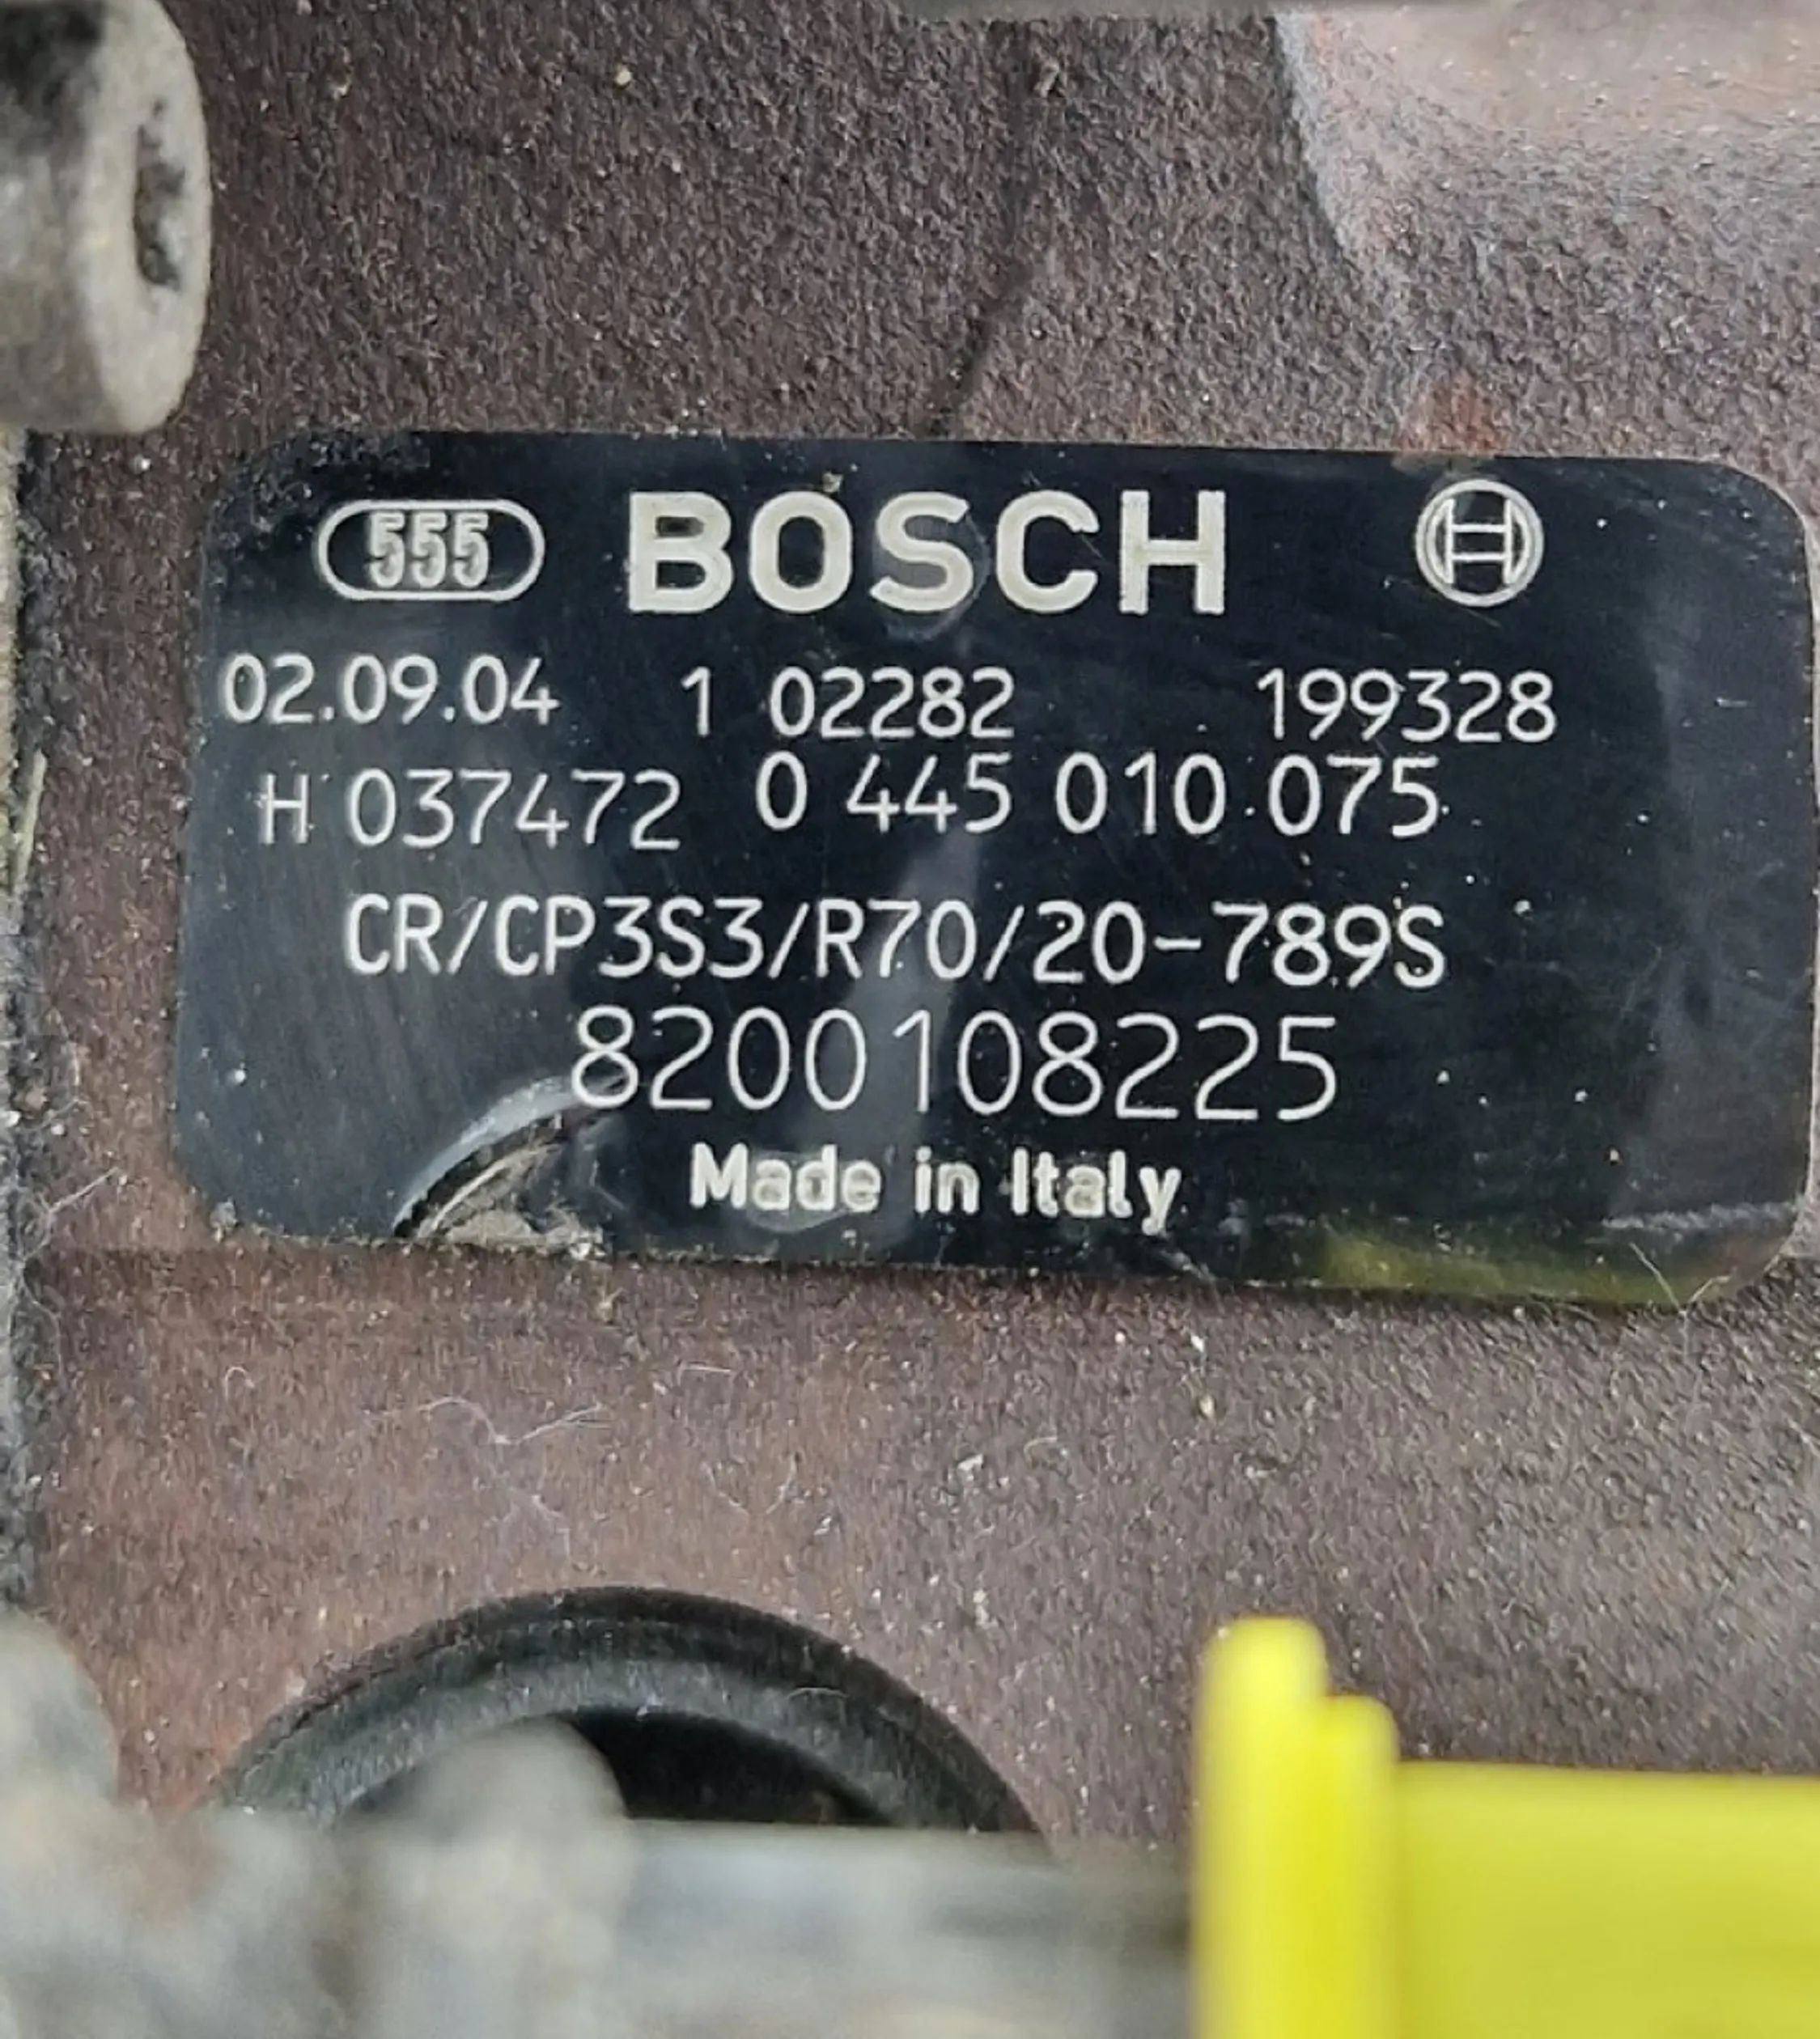 555 BOSCH
02.09.04 1 02282 199328
H 037472 0 445 010 075
CR/CP3S3/R70/20-789S
8200108225
Made in Italy